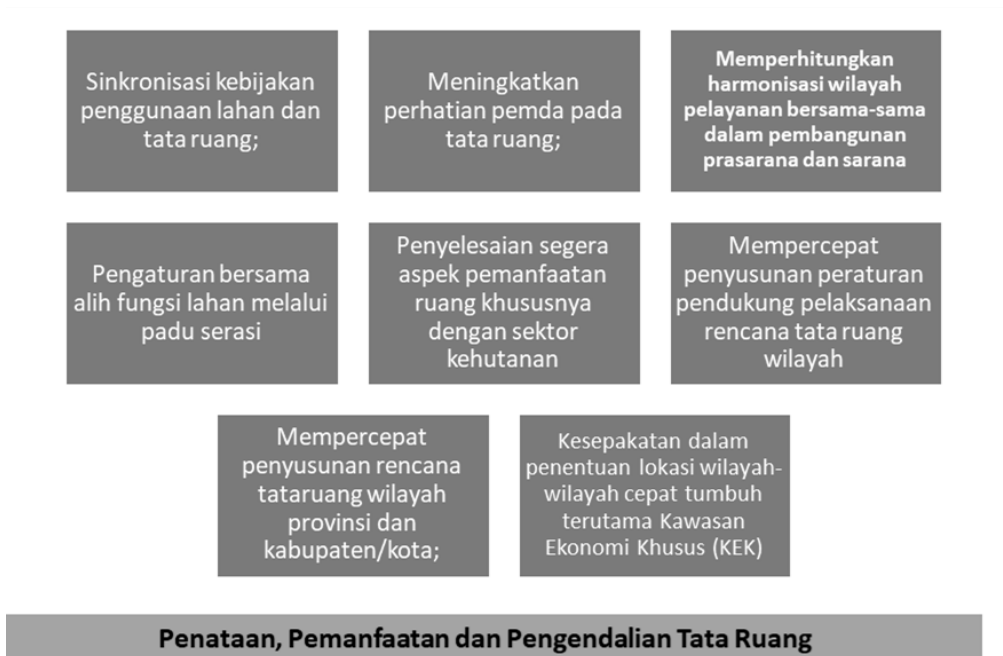 Sinkronisasi kebijakan
penggunaan lahan dan
tata ruang;
Meningkatkan
perhatian pemda pada
tata ruang;
Memperhitungkan
harmonisasi wilayah
pelayanan bersama-sama
dalam pembangunan
prasarana dan sarana
Pengaturan bersama
alih fungsi lahan melalui
padu serasi
Penyelesaian segera
aspek pemanfaatan
ruang khususnya
dengan sektor
kehutanan
Mempercepat
penyusunan peraturan
pendukung pelaksanaan
rencana tata ruang
wilayah
Mempercepat
penyusunan rencana
tataruang wilayah
provinsi dan
kabupaten/kota;
Kesepakatan dalam
penentuan lokasi wilayah-
wilayah cepat tumbuh
terutama Kawasan
Ekonomi Khusus (KEK)
Penataan, Pemanfaatan dan Pengendalian Tata Ruang